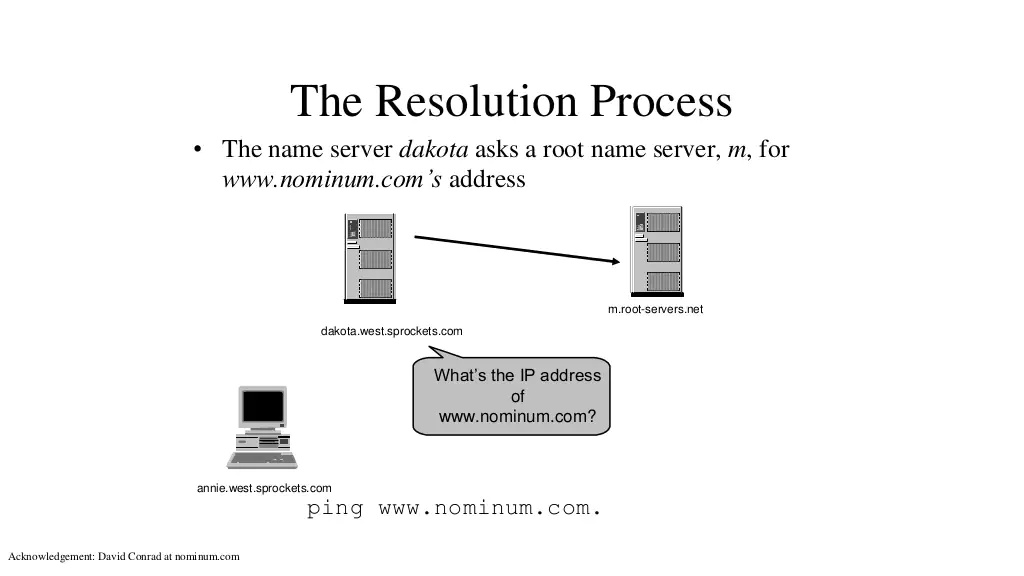 The Resolution Process
• The name server dakota asks a root name server, m, for
www.nominum.com’s address
m.root-servers.net
dakota.west.sprockets.com
What’s the IP address
of
www.nominum.com?
annie.west.sprockets.com
ping www.nominum.com.
Acknowledgement: David Conrad at nominum.com